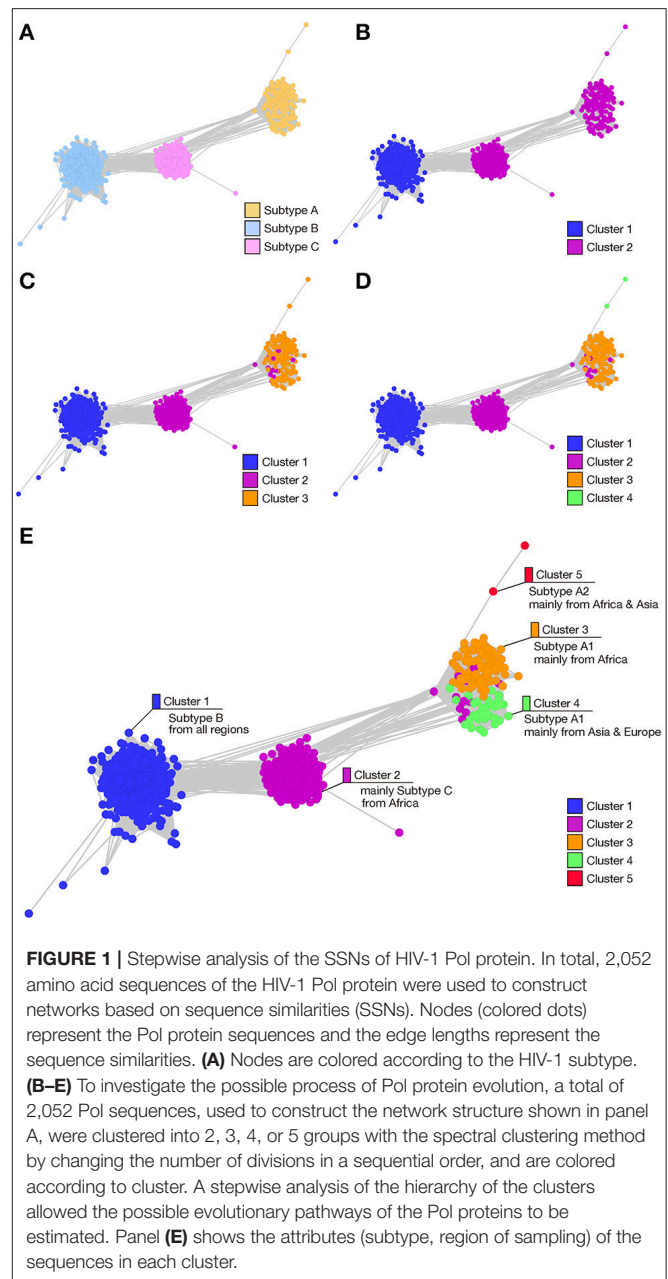 A
Subtype A
Subtype B
Subtype C
B
Cluster 1
Cluster 2
C
Cluster 1
Cluster 2
Cluster 3
D
Cluster 1
Cluster 2
Cluster 3
Cluster 4
E
Cluster 5
Subtype A2
mainly from Africa & Asia
Cluster 3
Subtype A1
mainly from Africa
Cluster 1
Subtype B
from all regions
Cluster 4
Subtype A1
mainly from Asia & Europe
Cluster 2
mainly Subtype C
from Africa
Cluster 1
Cluster 2
Cluster 3
Cluster 4
Cluster 5
FIGURE 1 | Stepwise analysis of the SSNs of HIV-1 Pol protein. In total, 2,052
amino acid sequences of the HIV-1 Pol protein were used to construct
networks based on sequence similarities (SSNs). Nodes (colored dots)
represent the Pol protein sequences and the edge lengths represent the
sequence similarities. (A) Nodes are colored according to the HIV-1 subtype.
(B–E) To investigate the possible process of Pol protein evolution, a total of
2,052 Pol sequences, used to construct the network structure shown in panel
A, were clustered into 2, 3, 4, or 5 groups with the spectral clustering method
by changing the number of divisions in a sequential order, and are colored
according to cluster. A stepwise analysis of the hierarchy of the clusters
allowed the possible evolutionary pathways of the Pol proteins to be
estimated. Panel (E) shows the attributes (subtype, region of sampling) of the
sequences in each cluster.